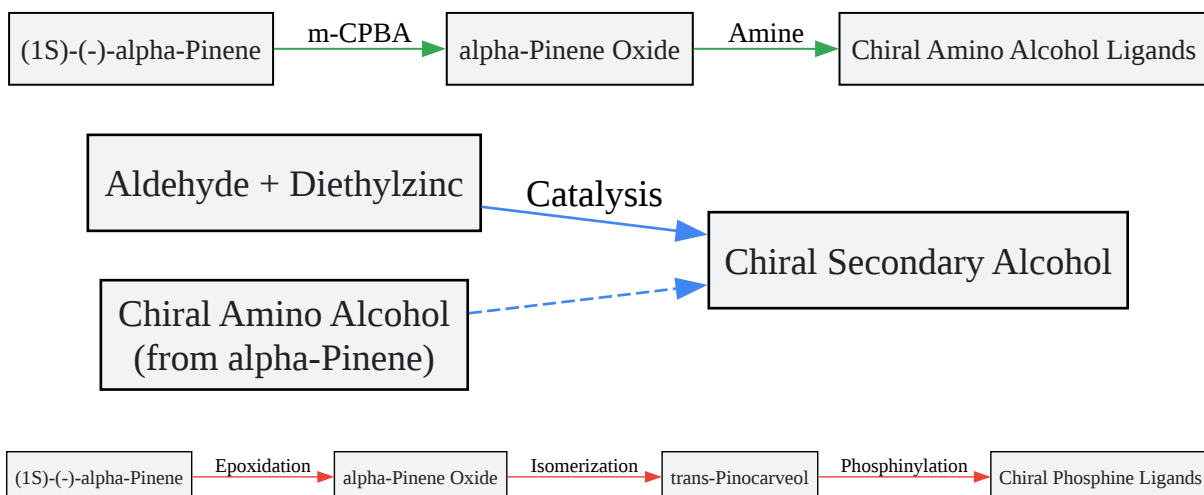 (1S)-(-)-alpha-Pinene
m-CPBA
alpha-Pinene Oxide
Amine
Chiral Amino Alcohol Ligands
Aldehyde + Diethylzinc
Catalysis
Chiral Secondary Alcohol
Chiral Amino Alcohol
(from alpha-Pinene)
(1S)-(-)-alpha-Pinene
Epoxidation
alpha-Pinene Oxide
Isomerization
trans-Pinocarveol
Phosphinylation
Chiral Phosphine Ligands